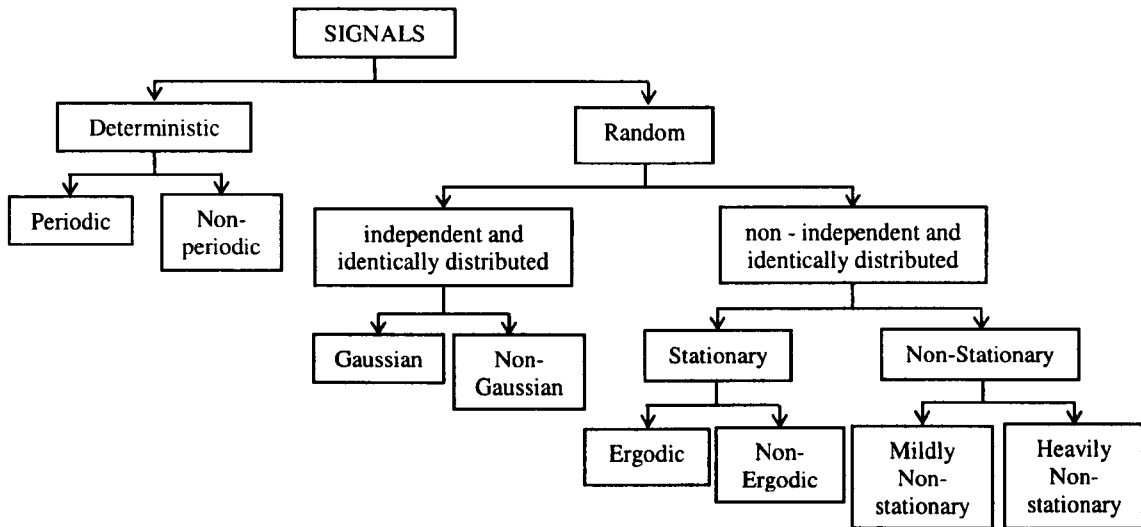 SIGNALS
Deterministic
Random
Periodic
Non-
periodic
independent and
identically distributed
non - independent and
identically distributed
Gaussian
Non-
Gaussian
Stationary
Non-Stationary
Ergodic
Non-
Ergodic
Mildly
Non-
stationary
Heavily
Non-
stationary